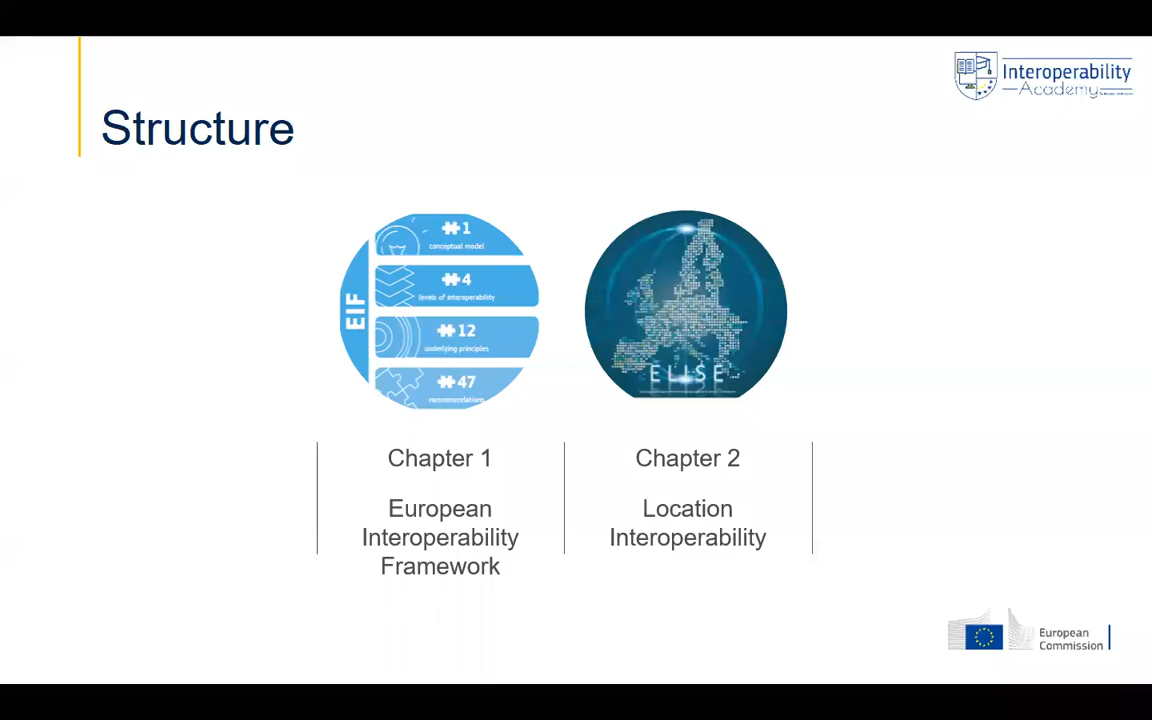 Interoperability
Academy
Structure
EIF
1
conceptual model
4
levels of interoperability
12
underlying principles
47
recommendations
ELISE
Chapter 1
European
Interoperability
Framework
Chapter 2
Location
Interoperability
European
Commission